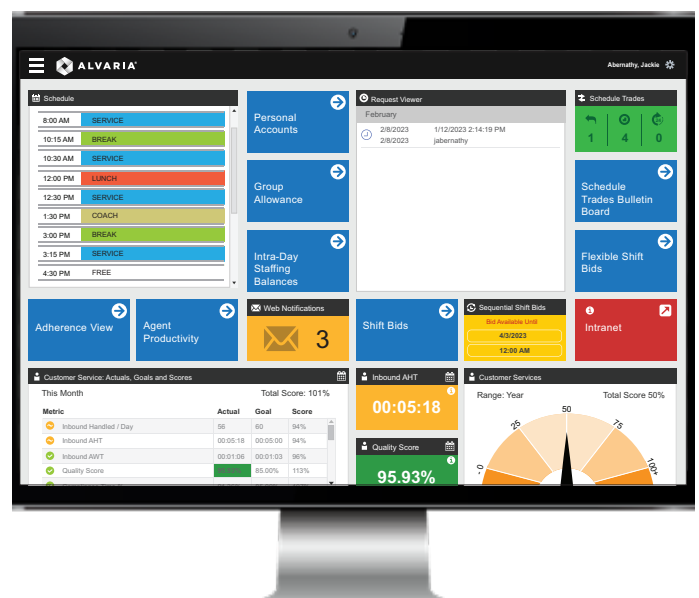 ALVARIA
Abernathy, Jackie
Schedule
8:00 AM SERVICE
10:15 AM BREAK
10:30 AM SERVICE
12:00 PM LUNCH
12:30 PM SERVICE
1:30 PM COACH
3:00 PM BREAK
3:15 PM SERVICE
4:30 PM FREE
Personal
Accounts
Group
Allowance
Intra-Day
Staffing
Balances
Request Viewer
February
2/8/2023 1/12/2023 2:14:19 PM
2/8/2023 jabernathy
Schedule Trades
1 4 0
Schedule
Trades Bulletin
Board
Flexible Shift
Bids
Adherence View
Agent
Productivity
Web Notifications
3
Shift Bids
Sequential Shift Bids
Bid Available Until
4/3/2023
12:00 AM
Intranet
Customer Service: Actuals, Goals and Scores
This Month Total Score: 101%
Metric Actual Goal Score
Inbound Handled / Day 56 60 94%
Inbound AHT 00:05:18 00:05:00 94%
Inbound AWT 00:01:06 00:01:03 96%
Quality Score 85.00% 113%
Inbound AHT
00:05:18
Quality Score
95.93%
Customer Services
Range: Year Total Score 50%
0 25 50 75 100+